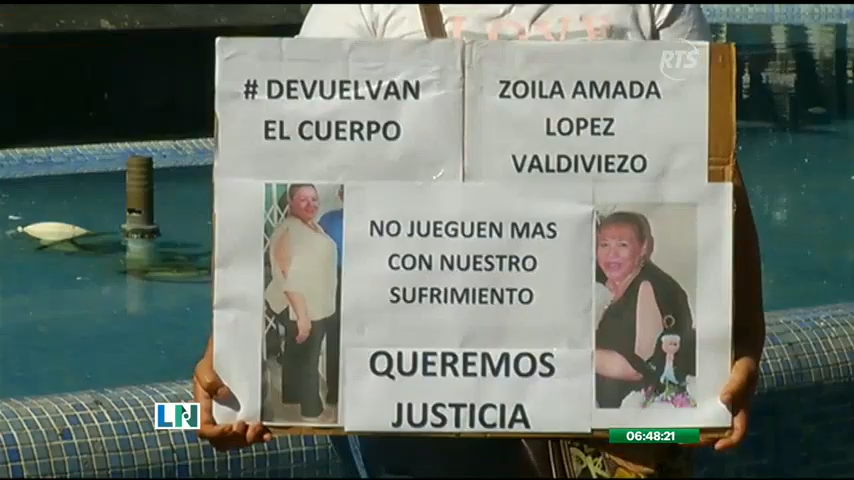 RTS
# DEVUELVAN
EL CUERPO
ZOILA AMADA
LOPEZ
VALDIVIEZO
NO JUEGUEN MAS
CON NUESTRO
SUFRIMIENTO
QUEREMOS
JUSTICIA
LN
06:48:21